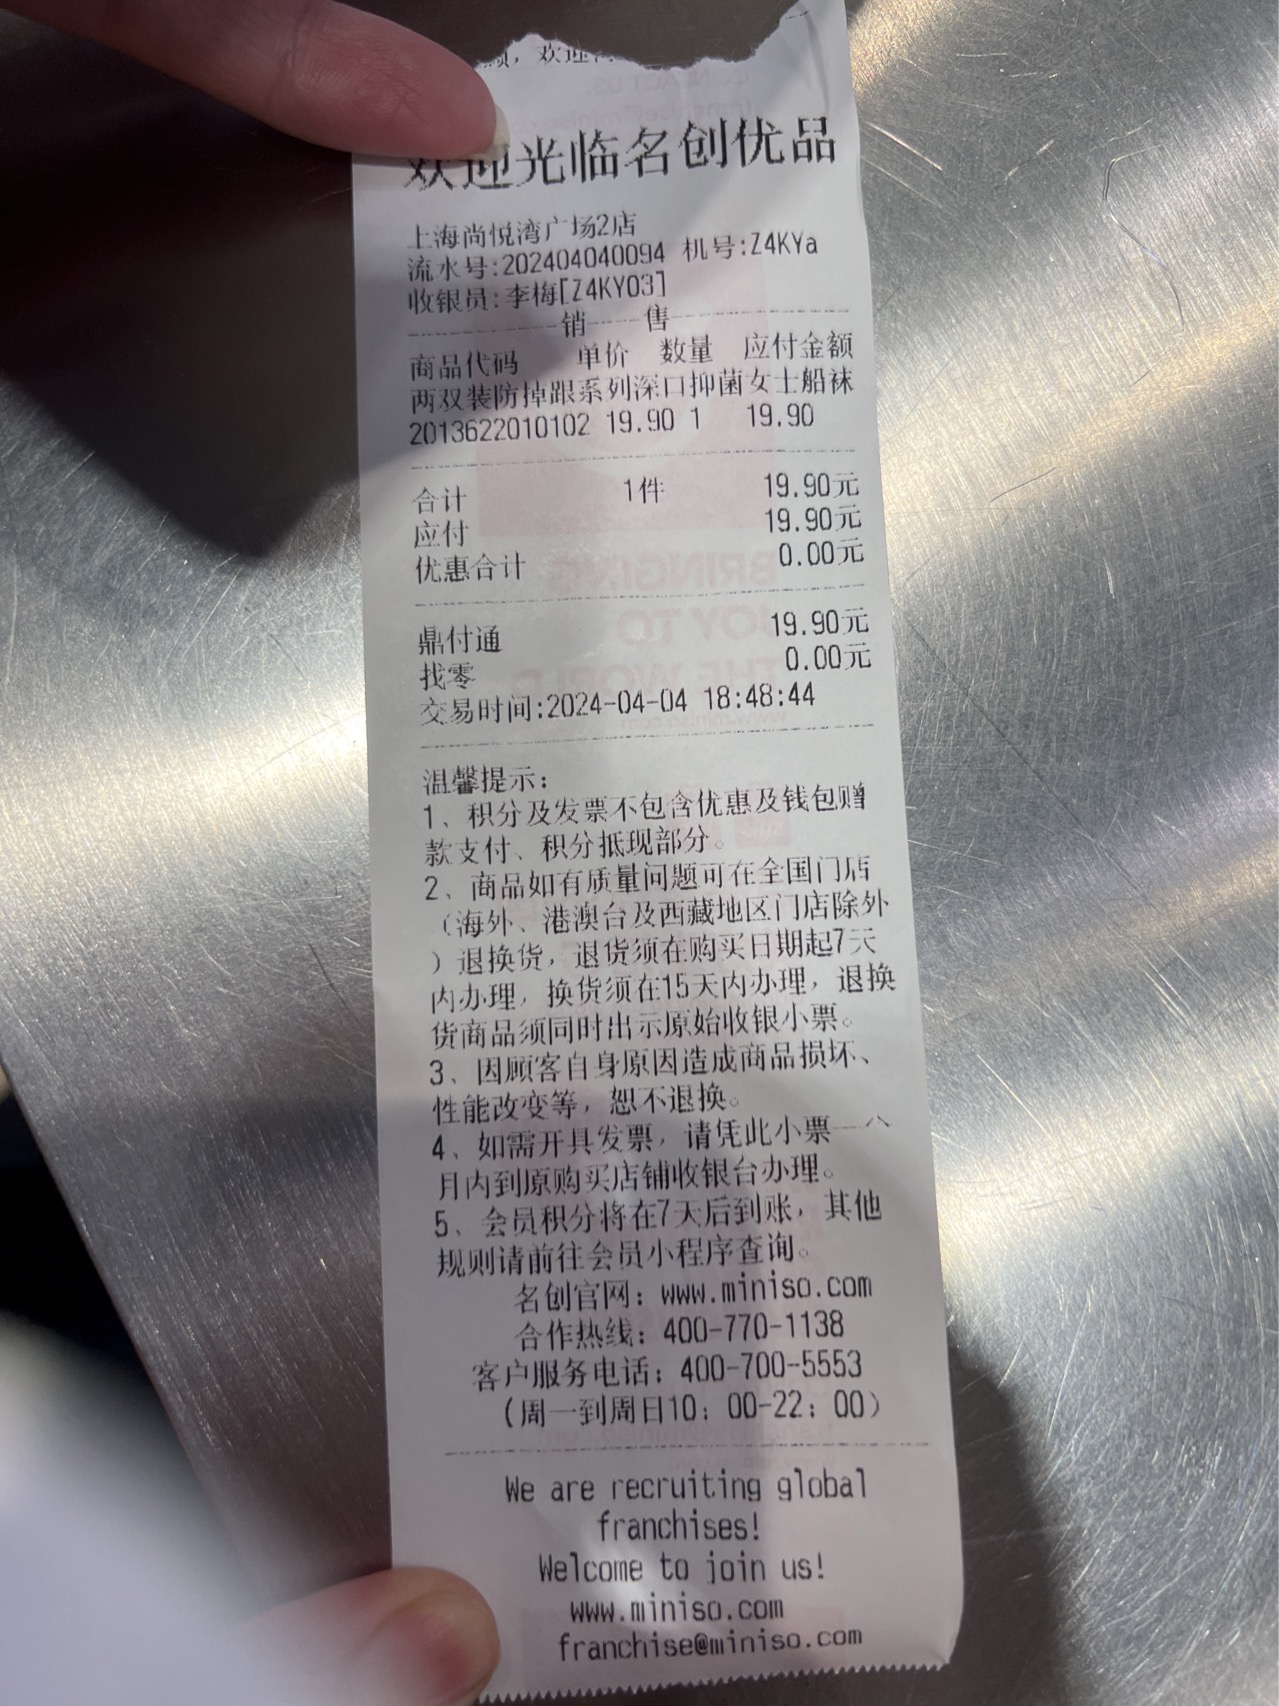 顾，欢迎
欢迎光临名创优品
上海尚悦湾广场2店
流水号:202404040094 机号:Z4KYa
收银员:李梅[Z4KY03]
销 售
商品代码 单价 数量 应付金额
两双装防掉跟系列深口抑菌女士船袜
2013622010102 19.90 1 19.90
合计 1件 19.90元
应付 19.90元
优惠合计 0.00元
鼎付通 19.90元
找零 0.00元
交易时间:2024-04-04 18:48:44
温馨提示：
1、积分及发票不包含优惠及钱包赠
款支付、积分抵现部分。
2、商品如有质量问题可在全国门店
（海外、港澳台及西藏地区门店除外
）退换货，退货须在购买日期起7天
内办理，换货须在15天内办理，退换
货商品须同时出示原始收银小票。
3、因顾客自身原因造成商品损坏、
性能改变等，恕不退换。
4、如需开具发票，请凭此小票一个
月内到原购买店铺收银台办理。
5、会员积分将在7天后到账，其他
规则请前往会员小程序查询。
名创官网：www.miniso.com
合作热线：400-770-1138
客户服务电话：400-700-5553
（周一到周日10：00-22：00）
We are recruiting global
franchises!
Welcome to join us!
www.miniso.com
franchise@miniso.com
BRINGING
JOY TO
THE WORLD
www.miniso.com
CONTACT US: